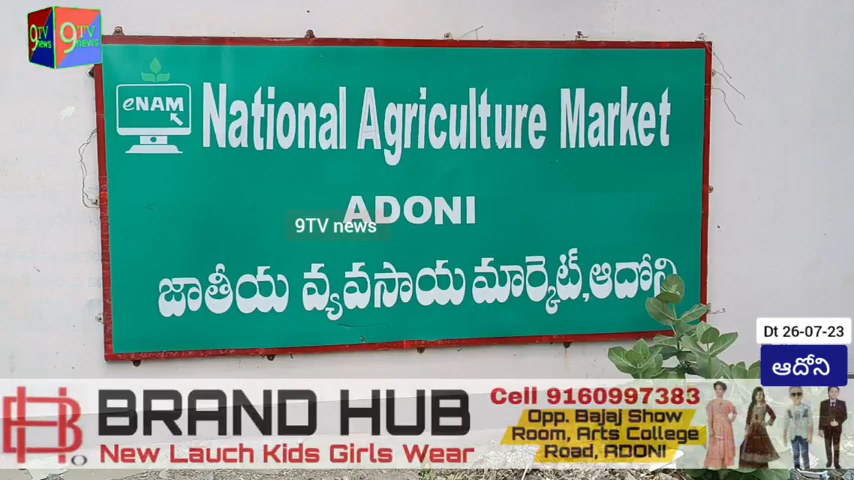 9TV news 9TV news
eNAM National Agriculture Market
ADONI
9TV news
జాతీయ వ్యవసాయ మార్కెట్,ఆదోని
Dt 26-07-23
ఆదోని
BRAND HUB
New Lauch Kids Girls Wear
Cell 9160997383
Opp. Bajaj Show
Room, Arts College
Road, ADONI